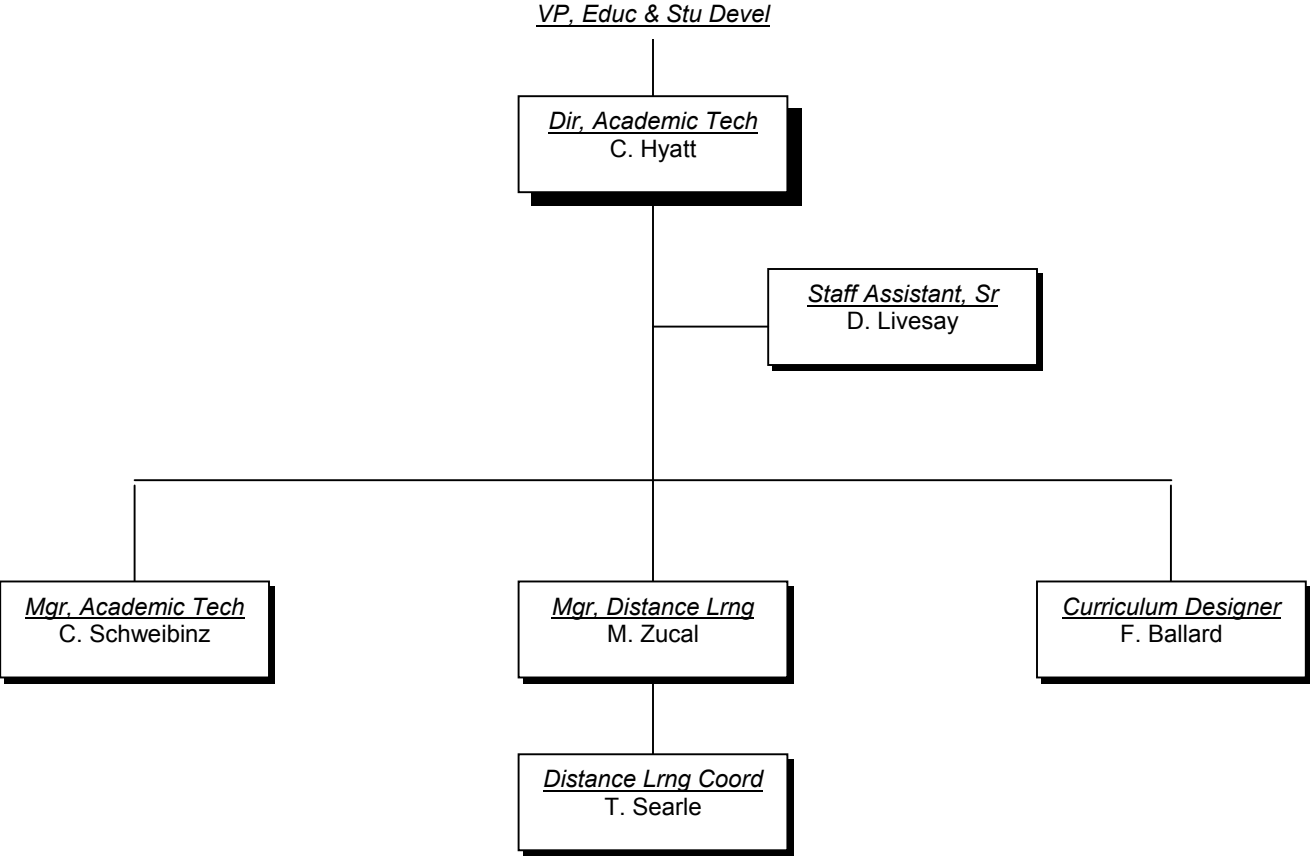 VP, Educ & Stu Devel
Dir, Academic Tech
C. Hyatt
Staff Assistant, Sr
D. Livesay
Mgr, Academic Tech
C. Schweibinz
Mgr, Distance Lrng
M. Zucal
Curriculum Designer
F. Ballard
Distance Lrng Coord
T. Searle